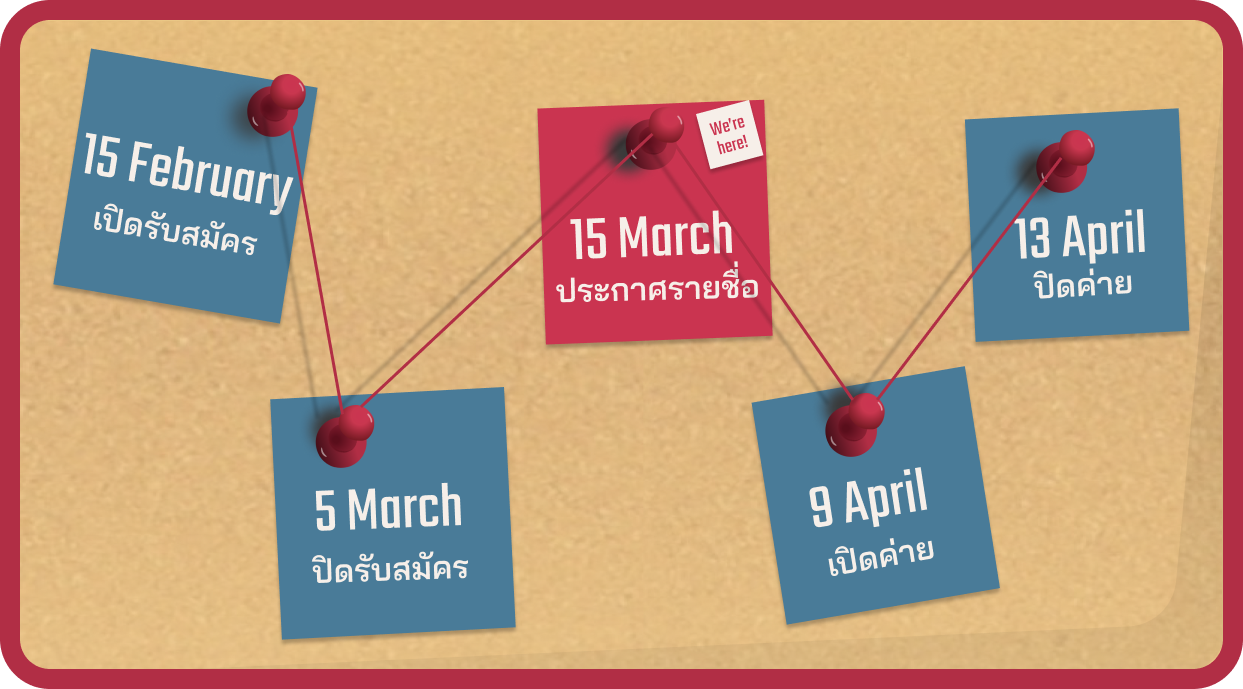 15 February
เปิดรับสมัคร
5 March
ปิดรับสมัคร
We're
here!
15 March
ประกาศรายชื่อ
9 April
เปิดค่าย
13 April
ปิดค่าย